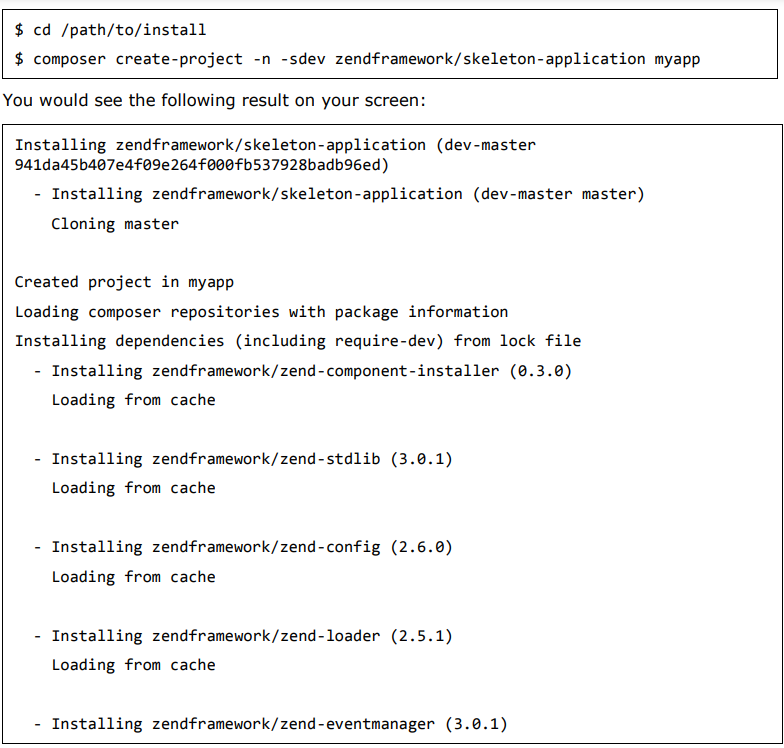 $ cd /path/to/install
$ composer create-project -n -sdev zendframework/skeleton-application myapp
You would see the following result on your screen:
Installing zendframework/skeleton-application (dev-master
941da45b407e4f09e264f000fb537928badb96ed)
- Installing zendframework/skeleton-application (dev-master master)
Cloning master
Created project in myapp
Loading composer repositories with package information
Installing dependencies (including require-dev) from lock file
- Installing zendframework/zend-component-installer (0.3.0)
Loading from cache
- Installing zendframework/zend-stdlib (3.0.1)
Loading from cache
- Installing zendframework/zend-config (2.6.0)
Loading from cache
- Installing zendframework/zend-loader (2.5.1)
Loading from cache
- Installing zendframework/zend-eventmanager (3.0.1)